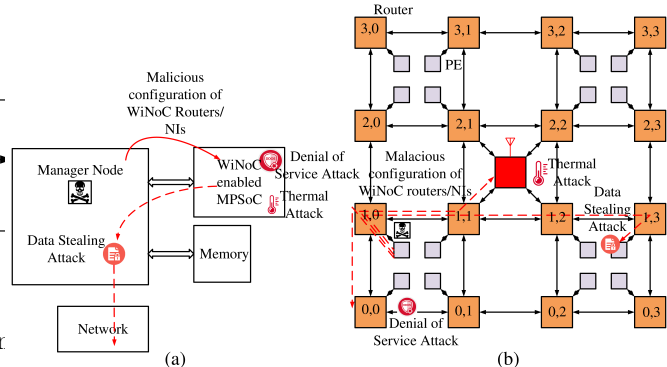 Malicious
configuration of
WiNoC Routers/
NIs
Manager Node
WiNoC
enabled
MPSoC
Denial of
Service Attack
Thermal
Attack
Data Stealing
Attack
Memory
Network
(a)
Router
3,0
3,1
3,2
3,3
PE
2,0
2,1
2,2
2,3
Malacious
configuration of
WiNoC routers/NIs
Thermal
Attack
Data
Stealing
Attack
1,0
1,1
1,2
1,3
0,0
0,1
0,2
0,3
Denial of
Service Attack
(b)